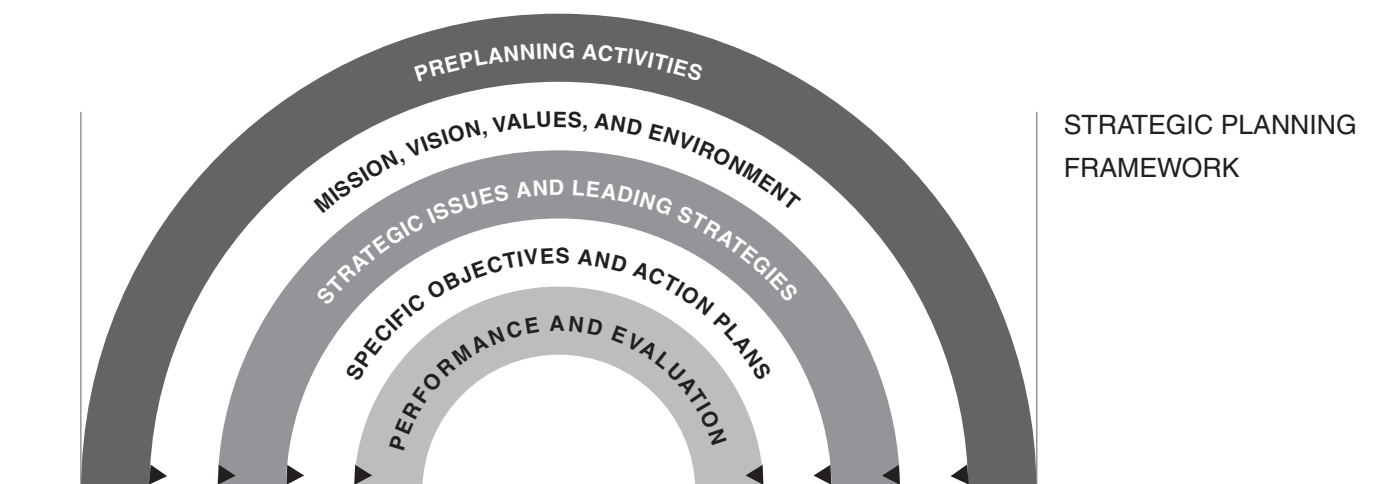 PREPLANNING ACTIVITIES
MISSION, VISION, VALUES, AND ENVIRONMENT
STRATEGIC ISSUES AND LEADING STRATEGIES
SPECIFIC OBJECTIVES AND ACTION PLANS
PERFORMANCE AND EVALUATION
STRATEGIC PLANNING
FRAMEWORK